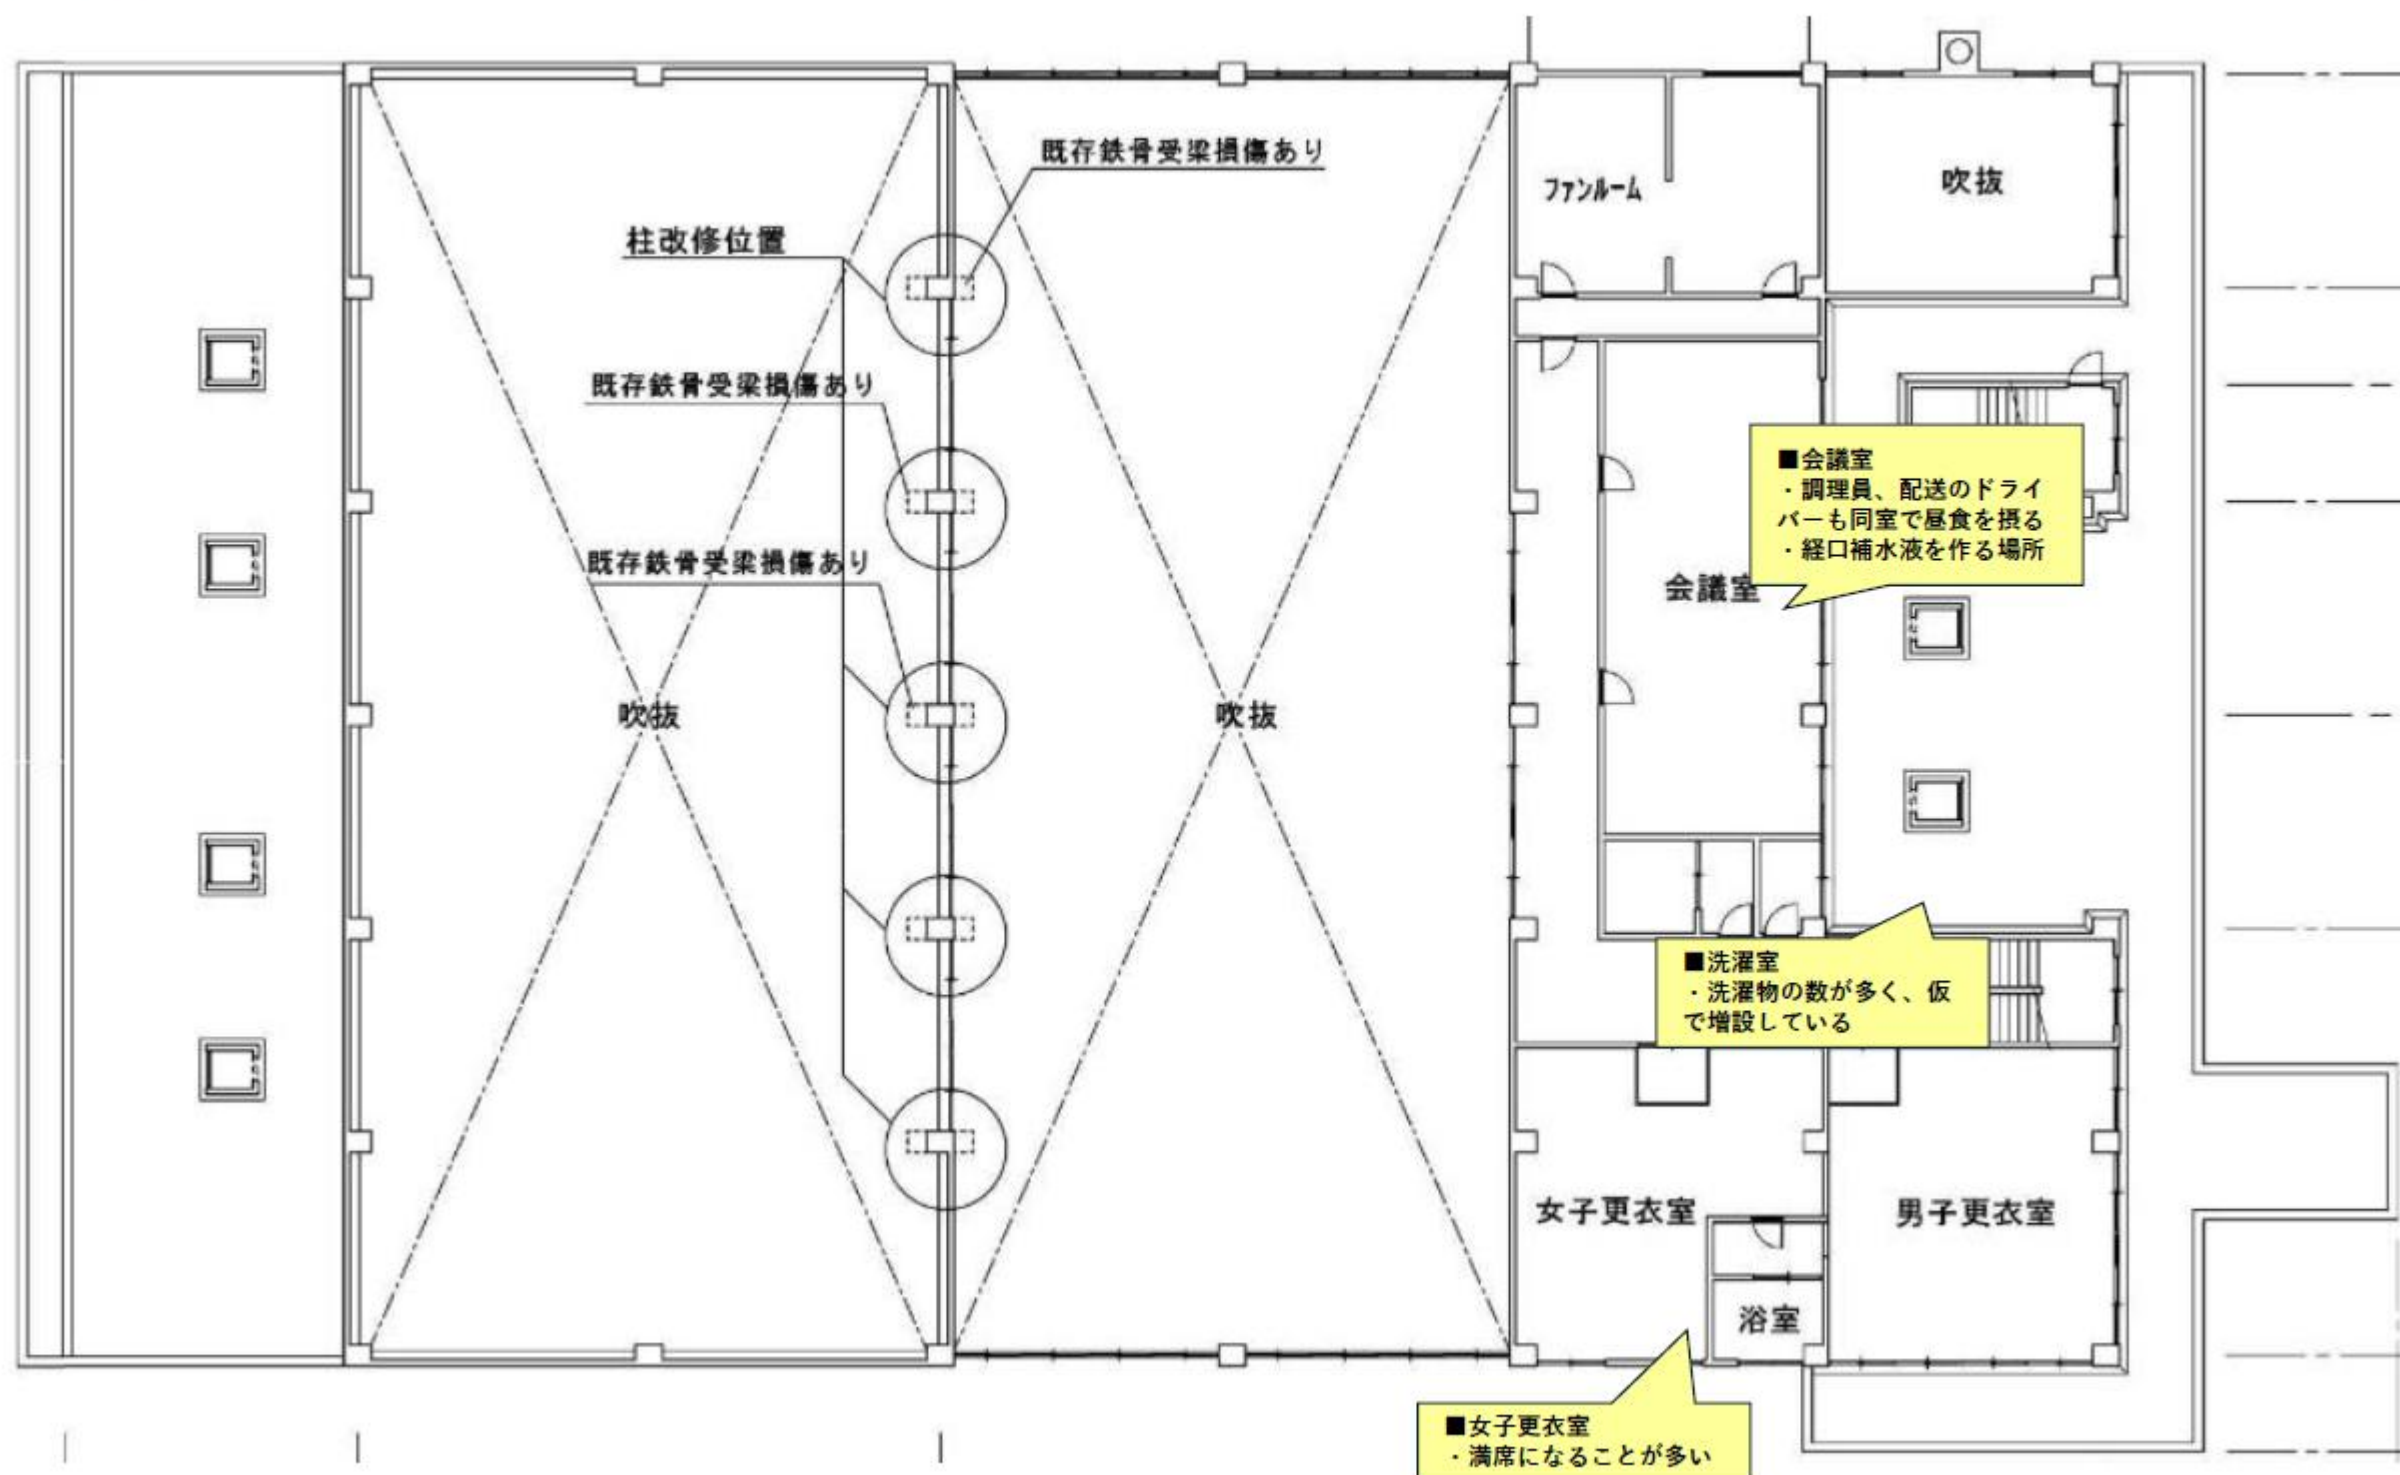 既存鉄骨受梁損傷あり
ファンルーム
吹抜
柱改修位置
既存鉄骨受梁損傷あり
■会議室
・調理員、配送のドライ
バーも同室で昼食を摂る
・経口補水液を作る場所
既存鉄骨受梁損傷あり
会議室
吹抜
吹抜
■洗濯室
・洗濯物の数が多く、仮
で増設している
女子更衣室
男子更衣室
浴室
■女子更衣室
・満席になることが多い